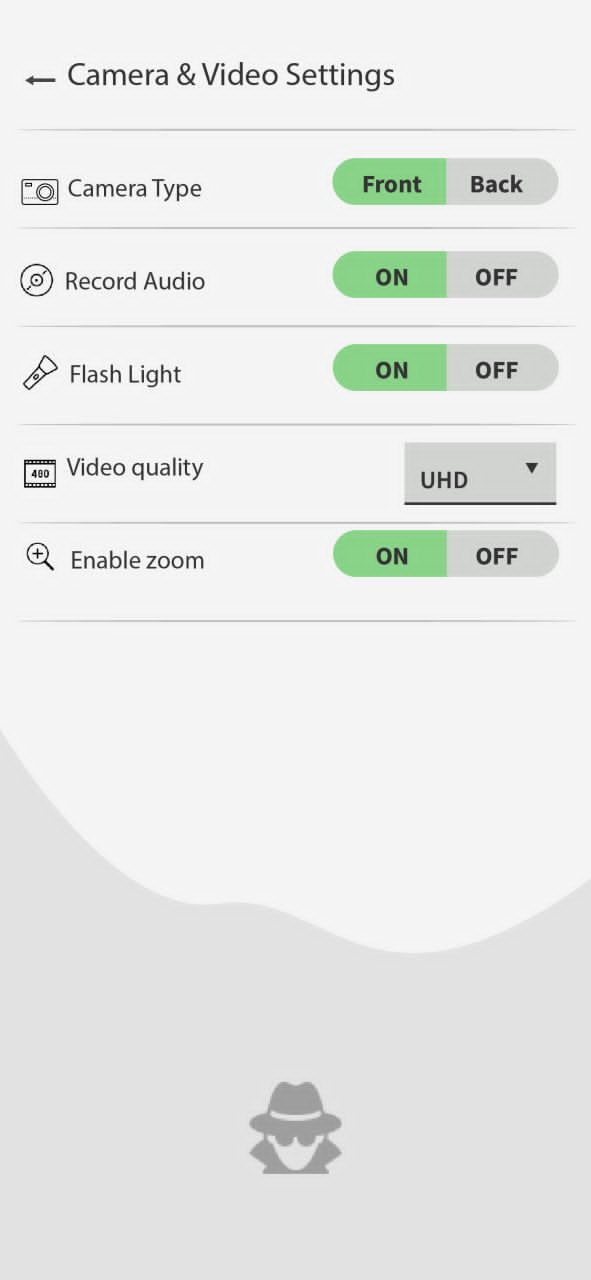 Camera & Video Settings
Camera Type
Front Back
Record Audio
ON OFF
Flash Light
ON OFF
480
Video quality
UHD
Enable zoom
ON OFF